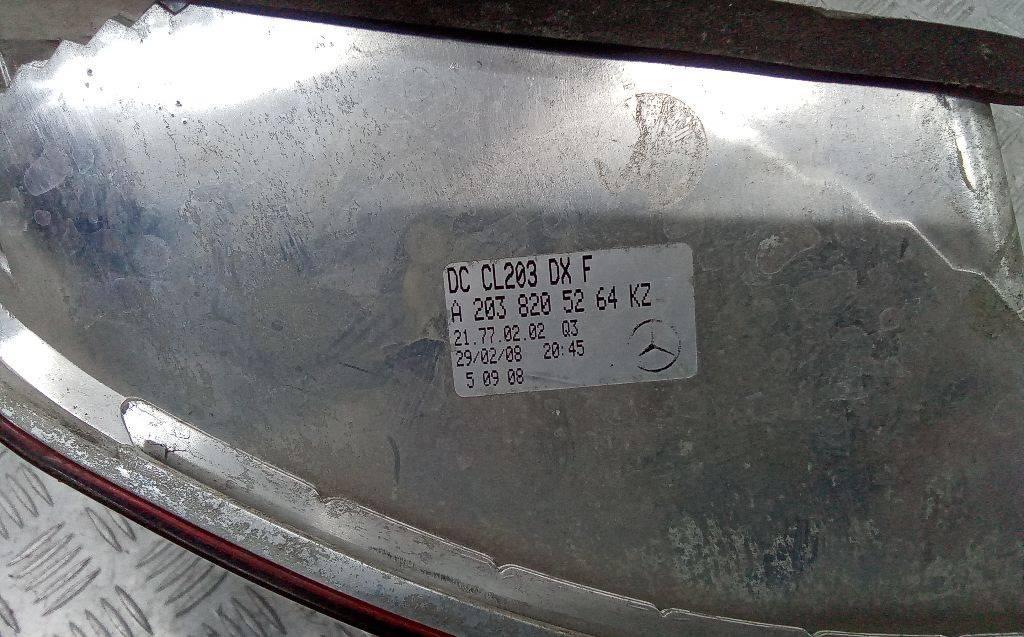 DC CL203 DX F
A 203 820 52 64 KZ
21.77.02.02 Q3
29/02/08 20:45
5 09 08